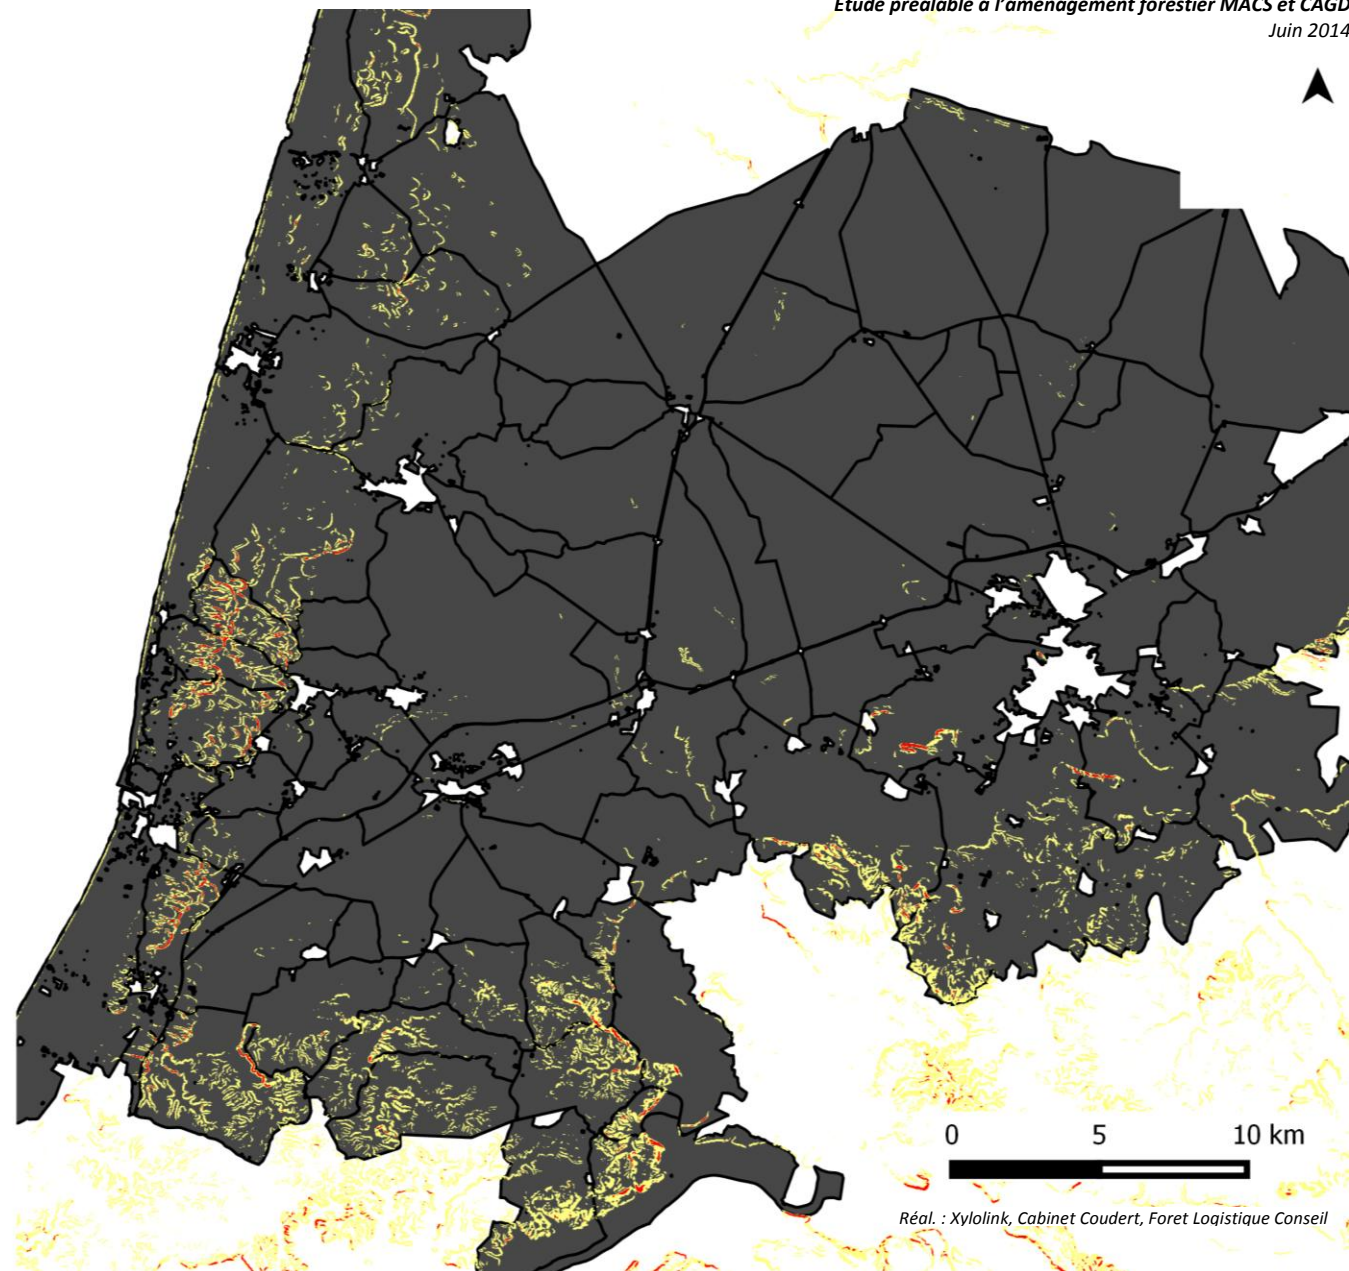 Etude préalable à l'aménagement forestier MACS et CAGD
Juin 2014
0 5 10 km
Réal. : Xylolink, Cabinet Coudert, Foret Logistique Conseil